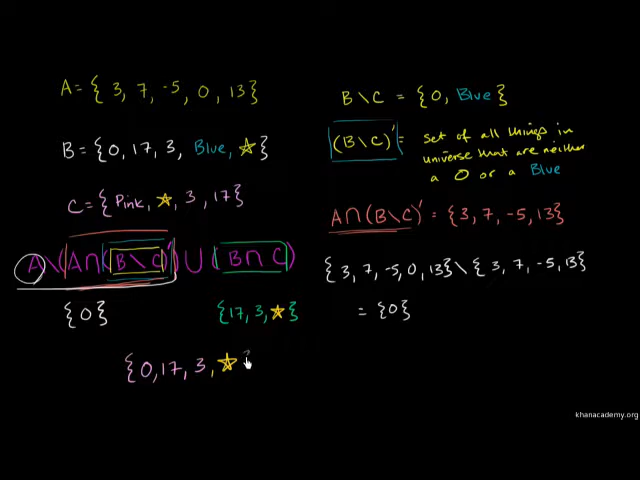 A = { 3, 7, -5, 0, 13}
B = {0, 17, 3, Blue, ☆}
C = {Pink, ☆, 3, 17}
A \ (A ∩ (B \ C)') ∪ (B ∩ C)
{0}
{17, 3, ☆}
{0, 17, 3, ☆
B \ C = {0, Blue}
(B \ C)' = set of all things in
universe that are neither
a 0 or a Blue
A ∩ (B \ C)' = {3, 7, -5, 13}
{3, 7, -5, 0, 13} \ {3, 7, -5, 13}
= {0}
khanacademy.org